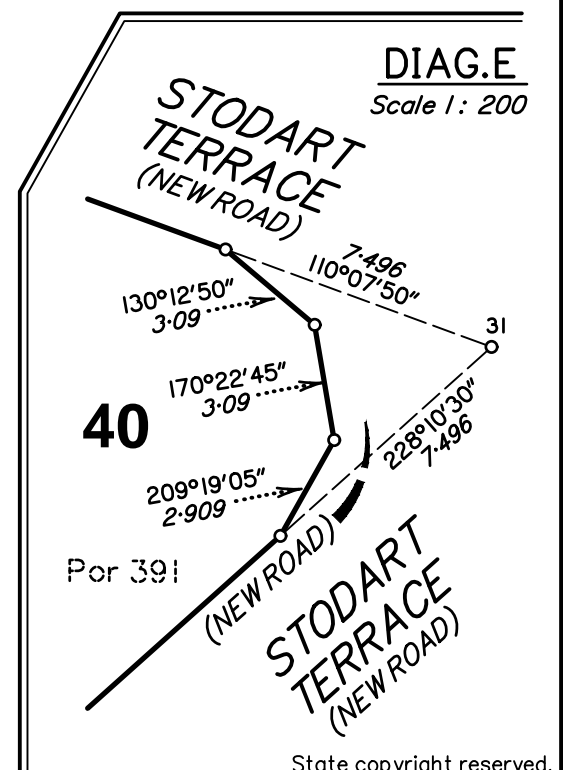 DIAG.E
Scale 1: 200
STODART
TERRACE
(NEW ROAD)
7·496
110°07'50"
31
130°12'50"
3·09
170°22'45"
3·09
40
228°10'30"
7·496
209°19'05"
2·909
Por 391
(NEW ROAD)
STODART
TERRACE
(NEW ROAD)
State copyright reserved.